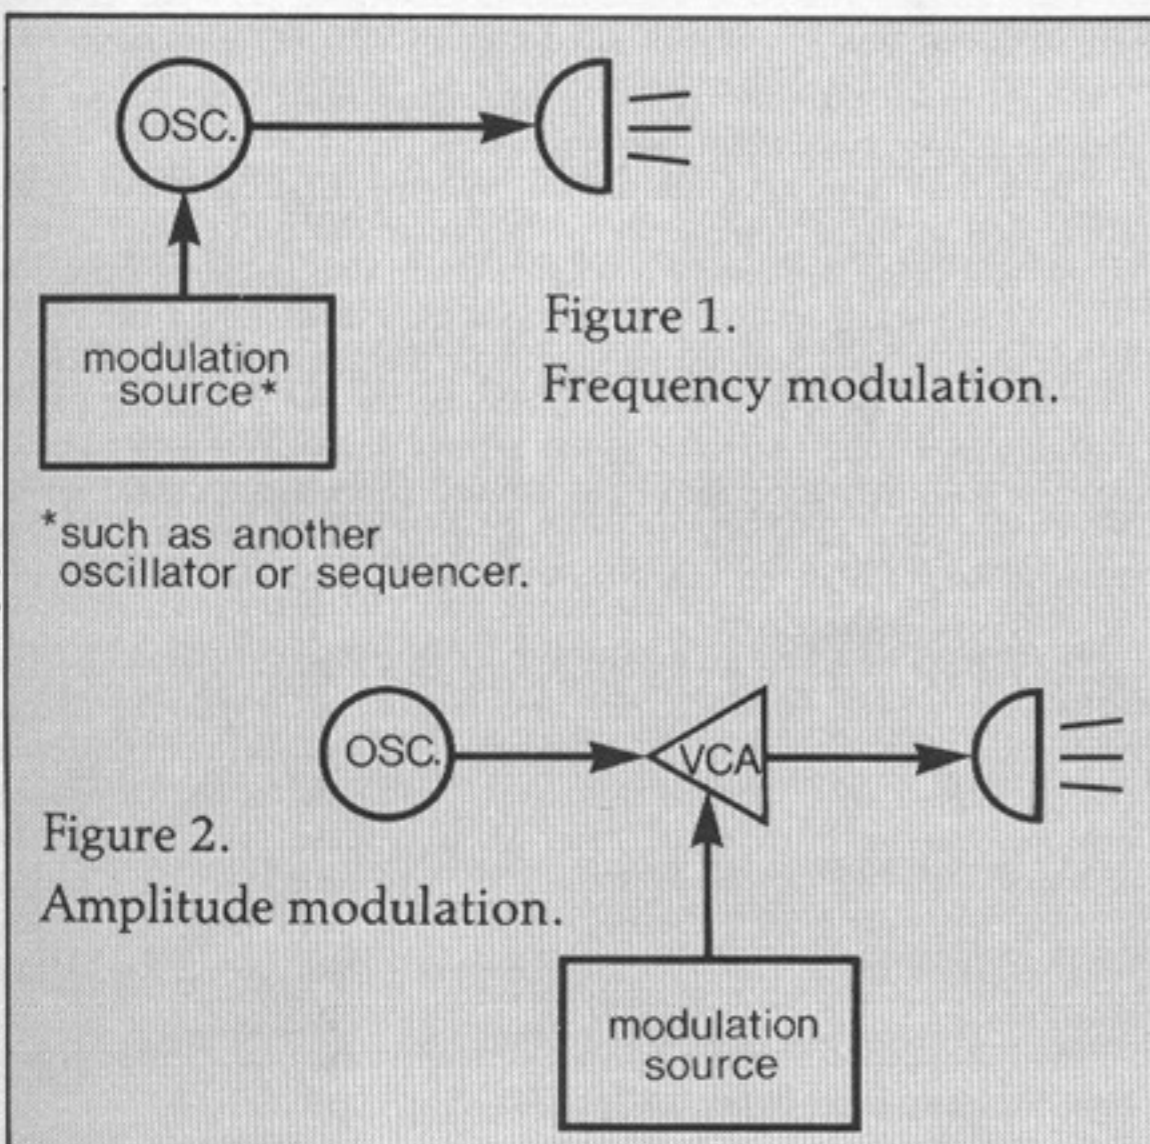 OSC.
modulation
source*
Figure 1.
Frequency modulation.
*such as another
oscillator or sequencer.
OSC.
VCA
Figure 2.
Amplitude modulation.
modulation
source